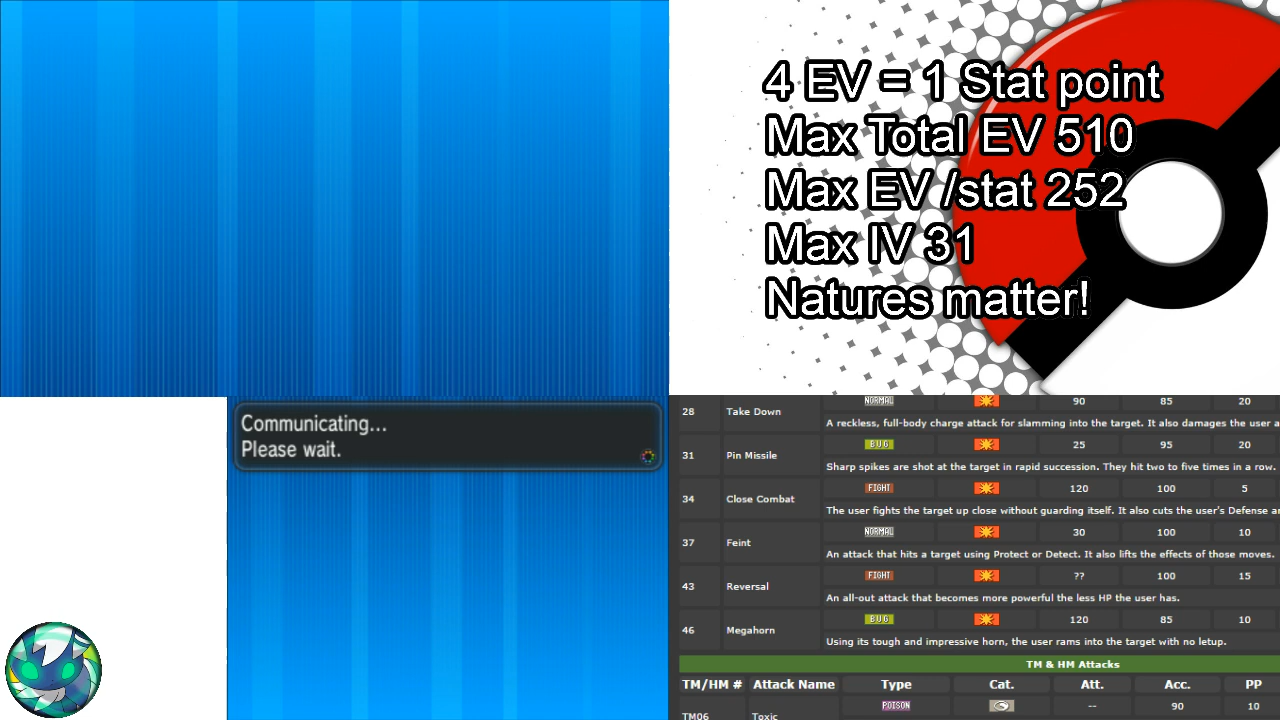 4 EV = 1 Stat point
Max Total EV 510
Max EV /stat 252
Max IV 31
Natures matter!
Communicating...
Please wait.
28 Take Down NORMAL 90 85 20
A reckless, full-body charge attack for slamming into the target. It also damages the user a
31 Pin Missile BUG 25 95 20
Sharp spikes are shot at the target in rapid succession. They hit two to five times in a row.
34 Close Combat FIGHT 120 100 5
The user fights the target up close without guarding itself. It also cuts the user's Defense an
37 Feint NORMAL 30 100 10
An attack that hits a target using Protect or Detect. It also lifts the effects of those moves.
43 Reversal FIGHT ?? 100 15
An all-out attack that becomes more powerful the less HP the user has.
46 Megahorn BUG 120 85 10
Using its tough and impressive horn, the user rams into the target with no letup.
TM & HM Attacks
TM/HM # Attack Name Type Cat. Att. Acc. PP
TM06 Toxic POISON -- 90 10